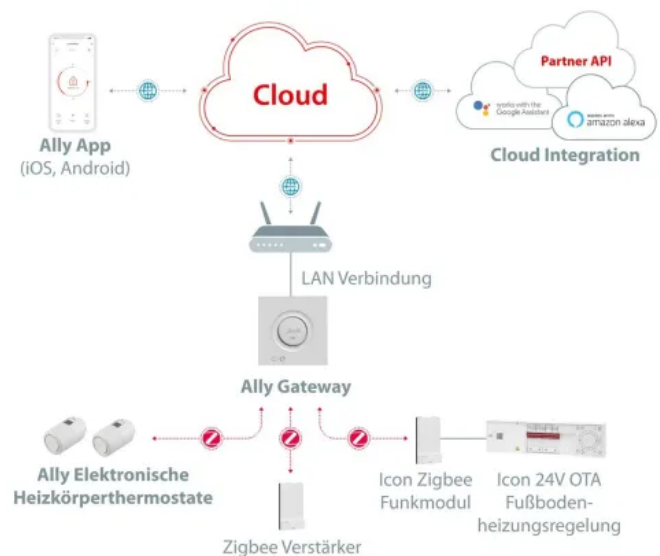 Cloud
Partner API
works with the
Google Assistant
amazon alexa
Ally App
(iOS, Android)
Cloud Integration
LAN Verbindung
Ally Gateway
Ally Elektronische
Heizkörperthermostate
Icon Zigbee
Funkmodul
Icon 24V OTA
Fußboden-
heizungsregelung
Zigbee Verstärker